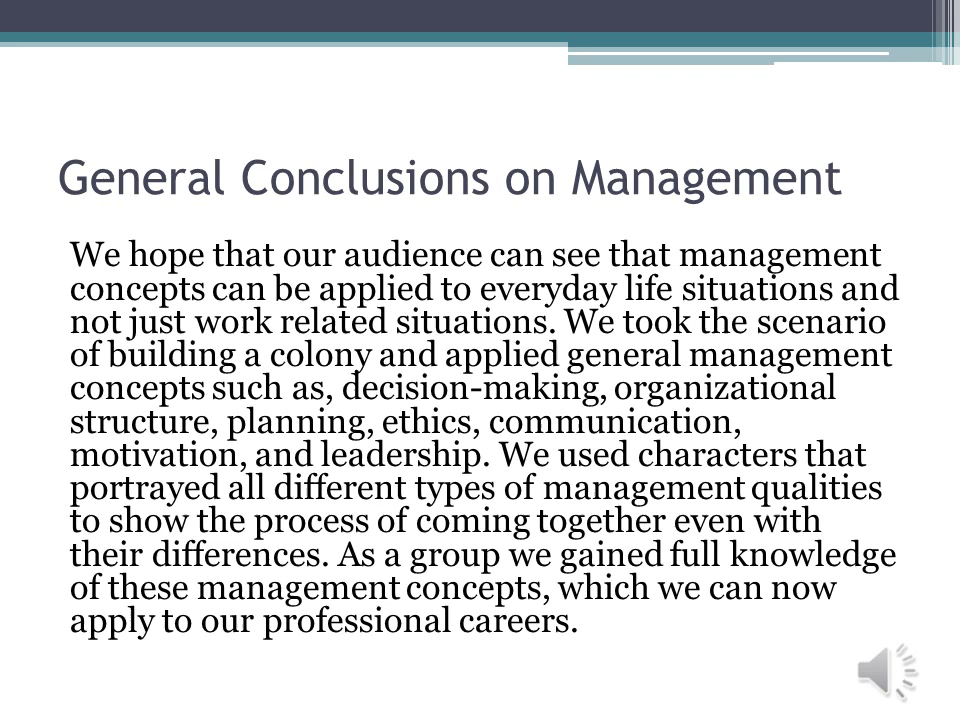 General Conclusions on Management
We hope that our audience can see that management
concepts can be applied to everyday life situations and
not just work related situations. We took the scenario
of building a colony and applied general management
concepts such as, decision-making, organizational
structure, planning, ethics, communication,
motivation, and leadership. We used characters that
portrayed all different types of management qualities
to show the process of coming together even with
their differences. As a group we gained full knowledge
of these management concepts, which we can now
apply to our professional careers.